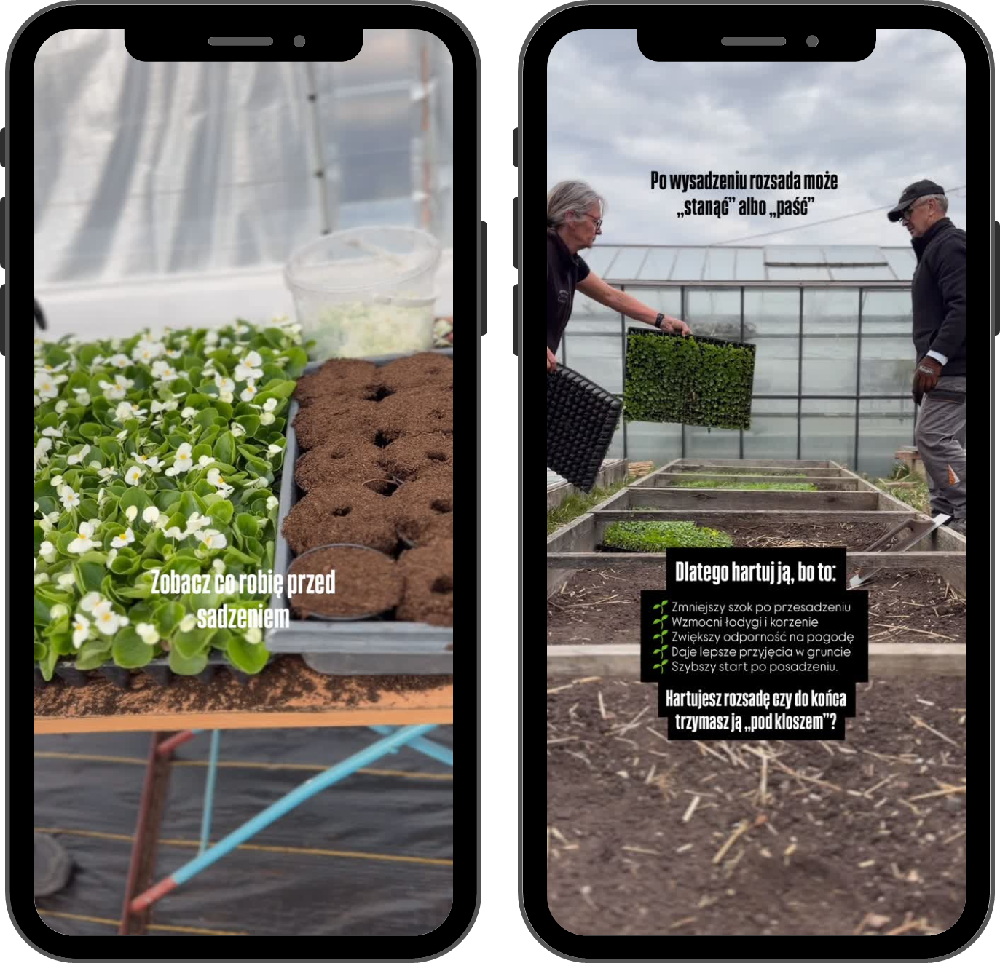 Zobacz co robię przed
sadzeniem
Po wysadzeniu rozsada może
„stanąć” albo „paść”
Dlatego hartuj ją, bo to:
🌱 Zmniejszy szok po przesadzeniu
🌱 Wzmocni łodygi i korzenie
🌱 Zwiększy odporność na pogodę
🌱 Daje lepsze przyjęcia w gruncie
🌱 Szybszy start po posadzeniu.
Hartujesz rozsadę czy do końca
trzymasz ją „pod kloszem”?